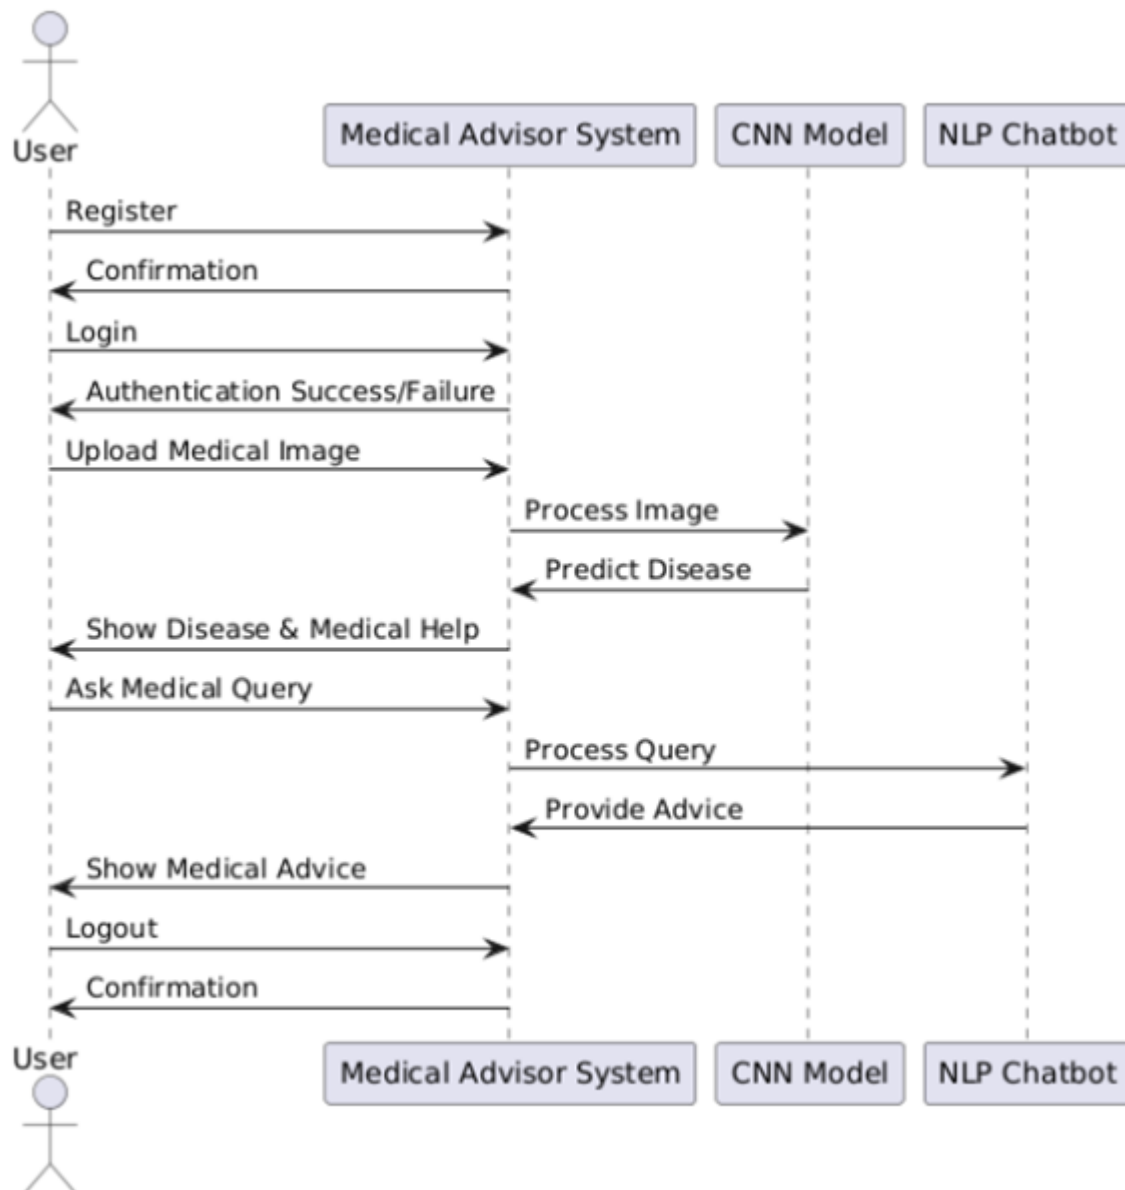 User
Medical Advisor System
CNN Model
NLP Chatbot
Register
Confirmation
Login
Authentication Success/Failure
Upload Medical Image
Process Image
Predict Disease
Show Disease & Medical Help
Ask Medical Query
Process Query
Provide Advice
Show Medical Advice
Logout
Confirmation
User
Medical Advisor System
CNN Model
NLP Chatbot